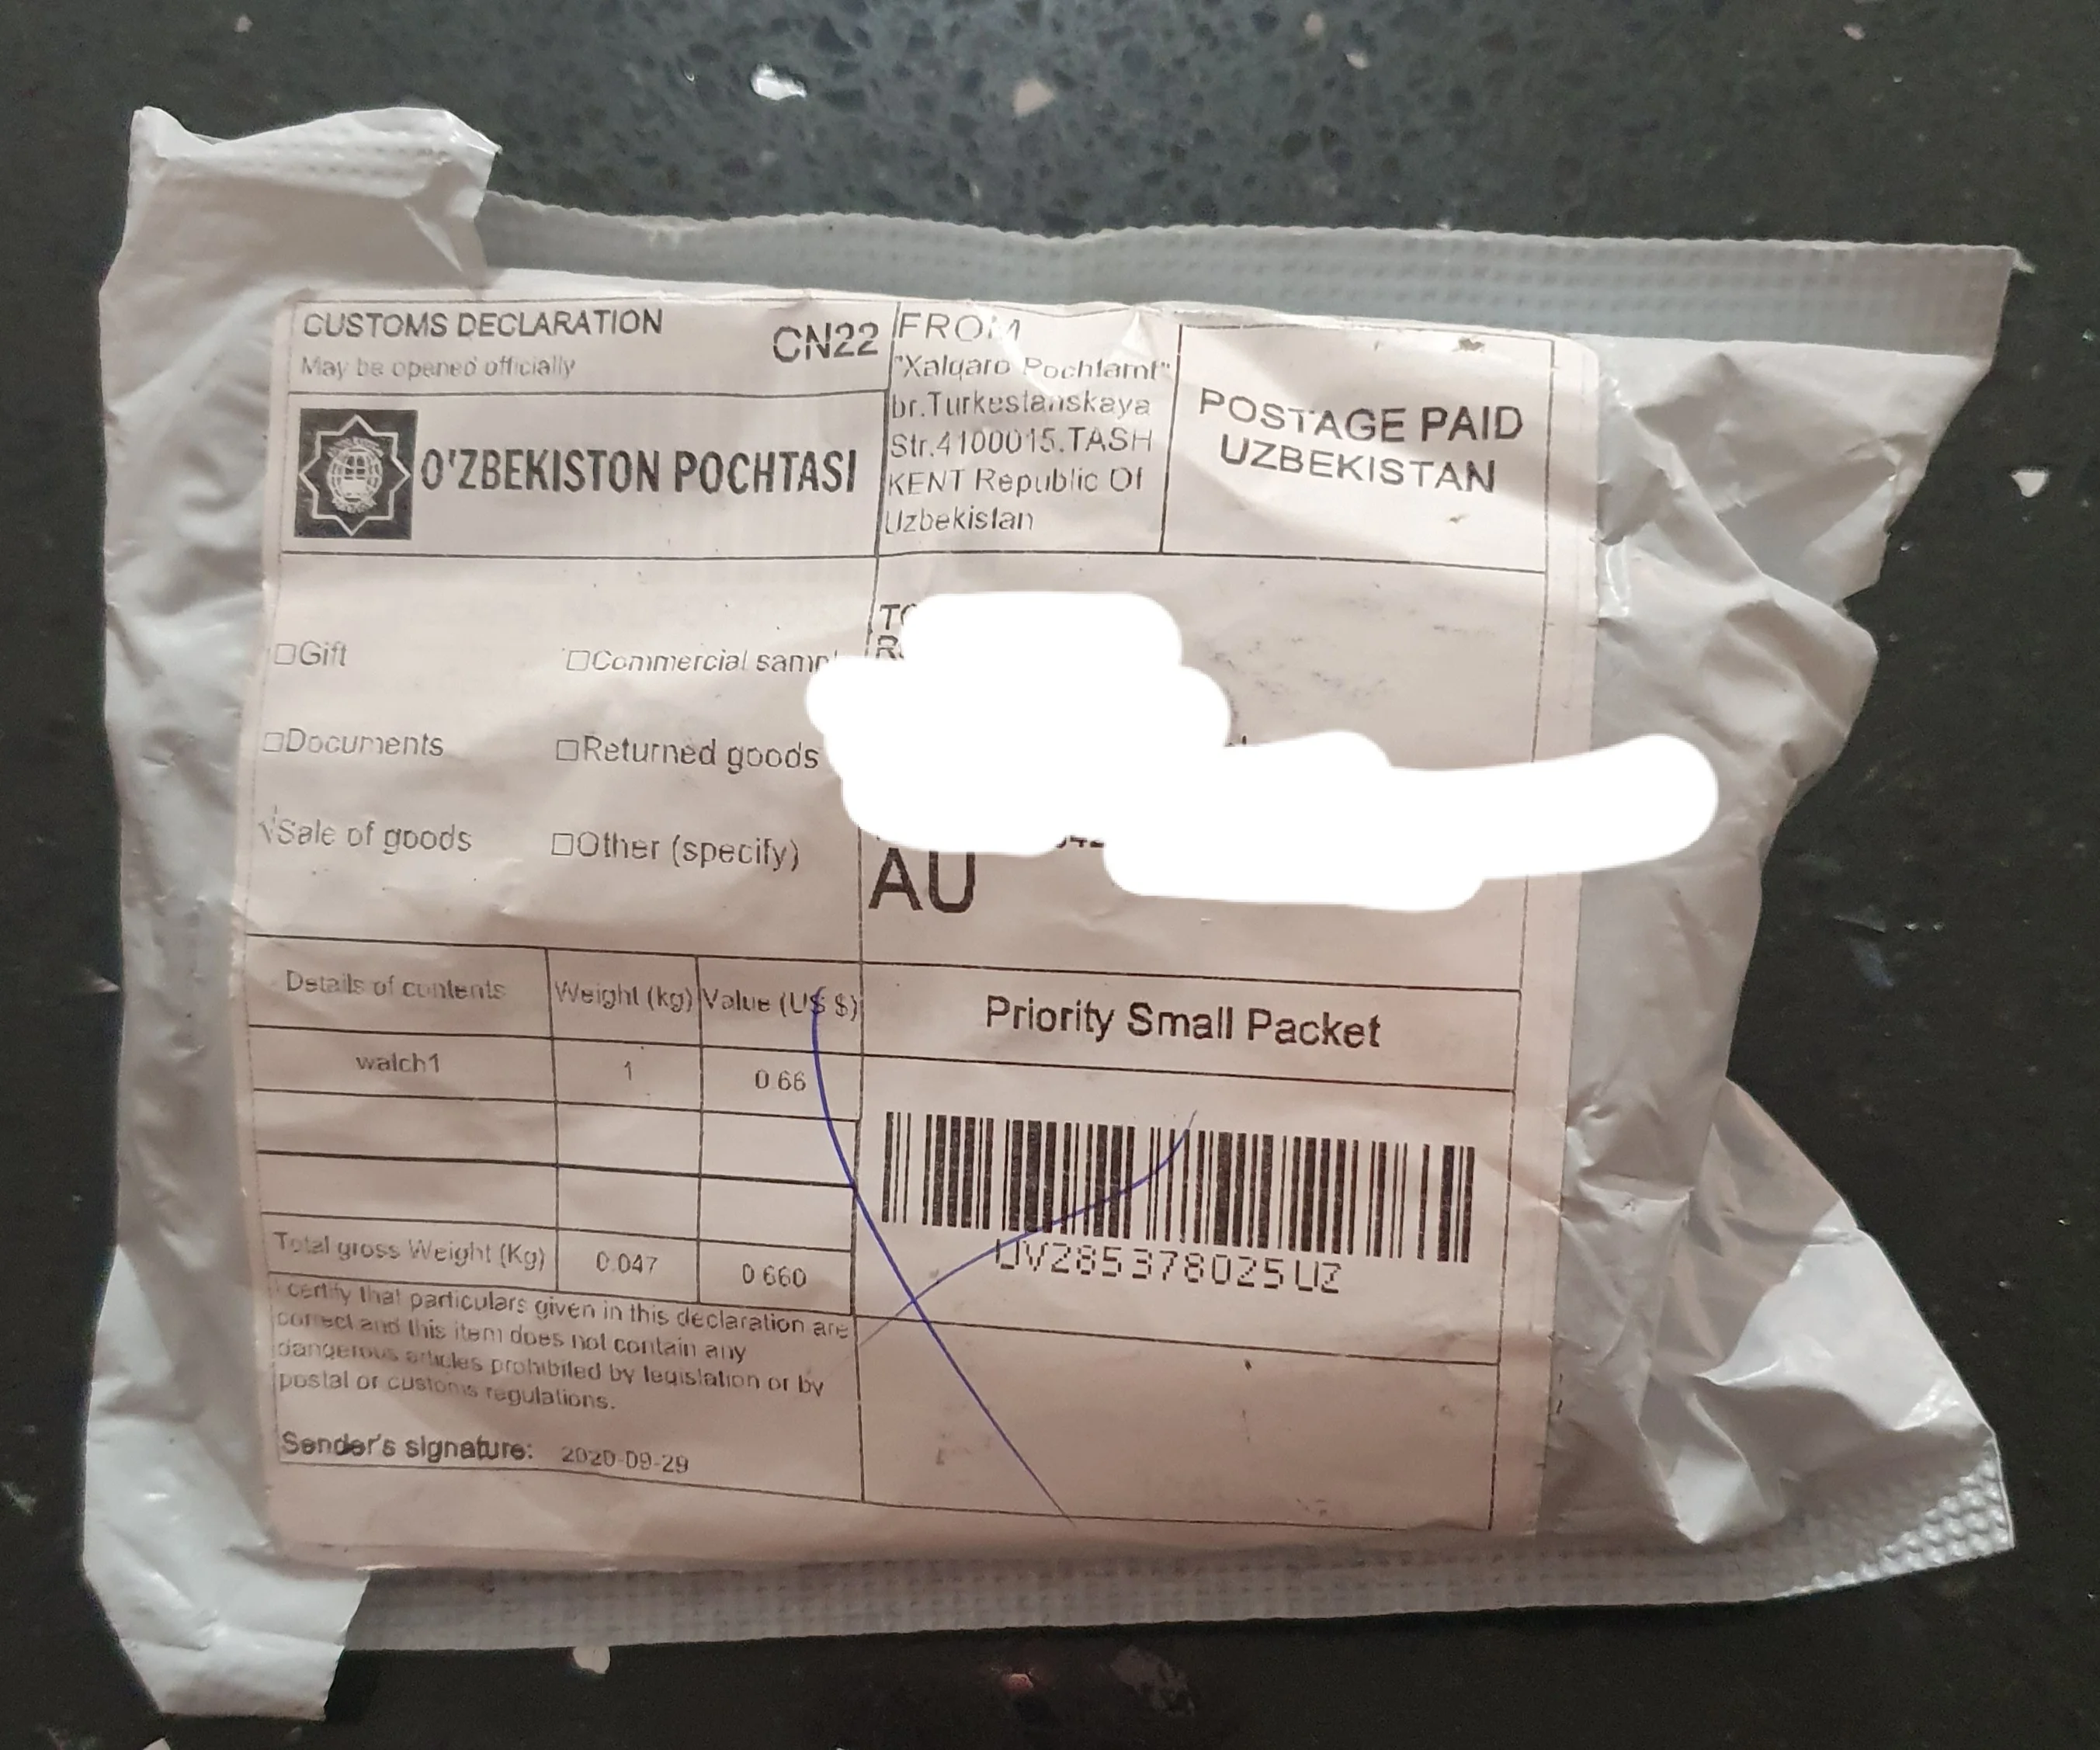 CUSTOMS DECLARATION
May be opened officially
CN22
O'ZBEKISTON POCHTASI
FROM
"Xalqaro Pochtamt"
br.Turkestanskaya
Str.4100015.TASH
KENT Republic Of
Uzbekistan
POSTAGE PAID
UZBEKISTAN
□Gift
□Commercial
□Documents
□Returned goods
√Sale of goods
□Other (specify)
AU
Details of contents Weight (kg) Value (US $)
watch1 1 0.66
Total gross Weight (Kg) 0.047 0.660
I certify that particulars given in this declaration are
correct and this item does not contain any
dangerous articles prohibited by legislation or by
postal or customs regulations.
Sender's signature: 2020-09-29
Priority Small Packet
UV285378025UZ